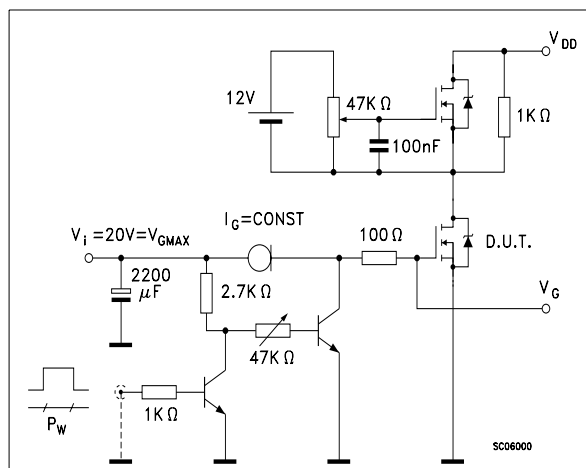 V_DD
12V
47K Ω
1K Ω
100nF
I_G=CONST
V_i =20V=V_GMAX
100 Ω
D.U.T.
2200
μF
2.7K Ω
V_G
47K Ω
1K Ω
P_W
SC06000